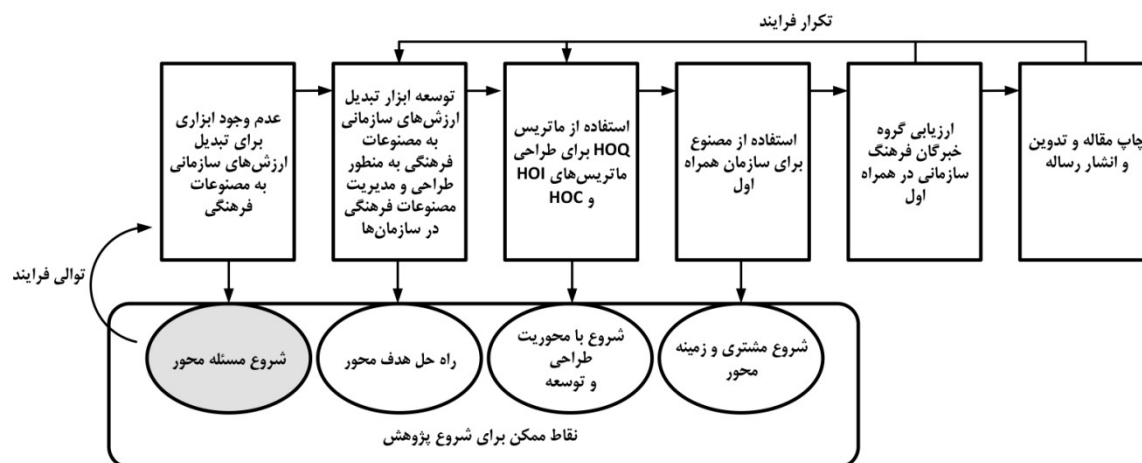 تکرار فرایند
عدم وجود ابزاری
برای تبدیل
ارزش‌های سازمانی
به مصنوعات
فرهنگی
توسعه ابزار تبدیل
ارزش‌های سازمانی
به مصنوعات
فرهنگی به منظور
طراحی و مدیریت
مصنوعات فرهنگی
در سازمان‌ها
استفاده از ماتریس
HOQ برای طراحی
ماتریس‌های HOI
و HOC
استفاده از مصنوع
برای سازمان همراه
اول
ارزیابی گروه
خبرگان فرهنگ
سازمانی در همراه
اول
چاپ مقاله و تدوین
و انشار رساله
توالی فرایند
شروع مسئله محور
راه حل هدف محور
شروع با محوریت
طراحی
و توسعه
شروع مشتری و زمینه
محور
نقاط ممکن برای شروع پژوهش